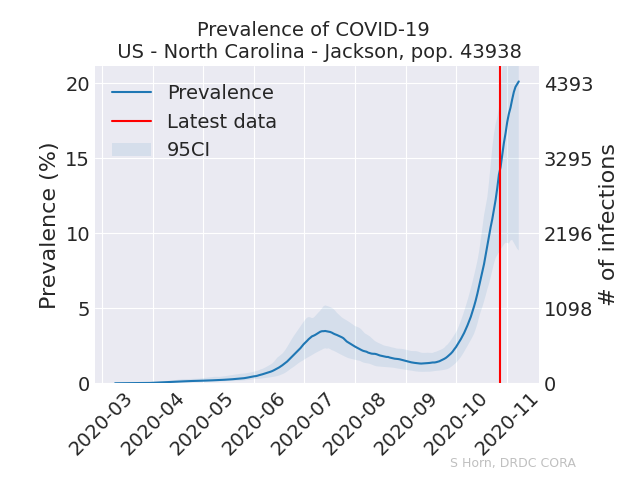 Prevalence of COVID-19
US - North Carolina - Jackson, pop. 43938
Prevalence
Latest data
95CI
Prevalence (%)
20
15
10
5
0
4393
3295
2196
1098
0
# of infections
2020-03
2020-04
2020-05
2020-06
2020-07
2020-08
2020-09
2020-10
2020-11
S Horn, DRDC CORA